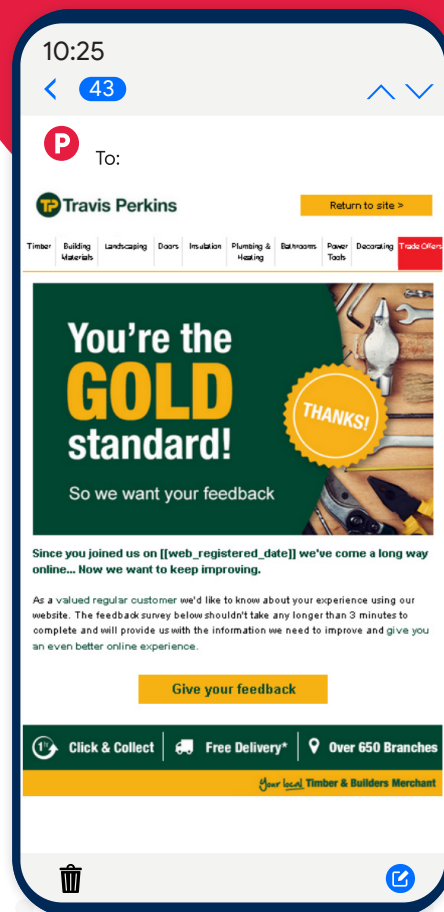 10:25
43
P
To:
TP Travis Perkins
Return to site >
Timber Building Materials Landscaping Doors Insulation Plumbing & Heating Bathrooms Power Tools Decorating Trade Offers
You're the
GOLD
standard!
THANKS!
So we want your feedback
Since you joined us on [[web_registered_date]] we've come a long way
online... Now we want to keep improving.
As a valued regular customer we'd like to know about your experience using our
website. The feedback survey below shouldn't take any longer than 3 minutes to
complete and will provide us with the information we need to improve and give you
an even better online experience.
Give your feedback
Click & Collect Free Delivery* Over 650 Branches
Your local Timber & Builders Merchant